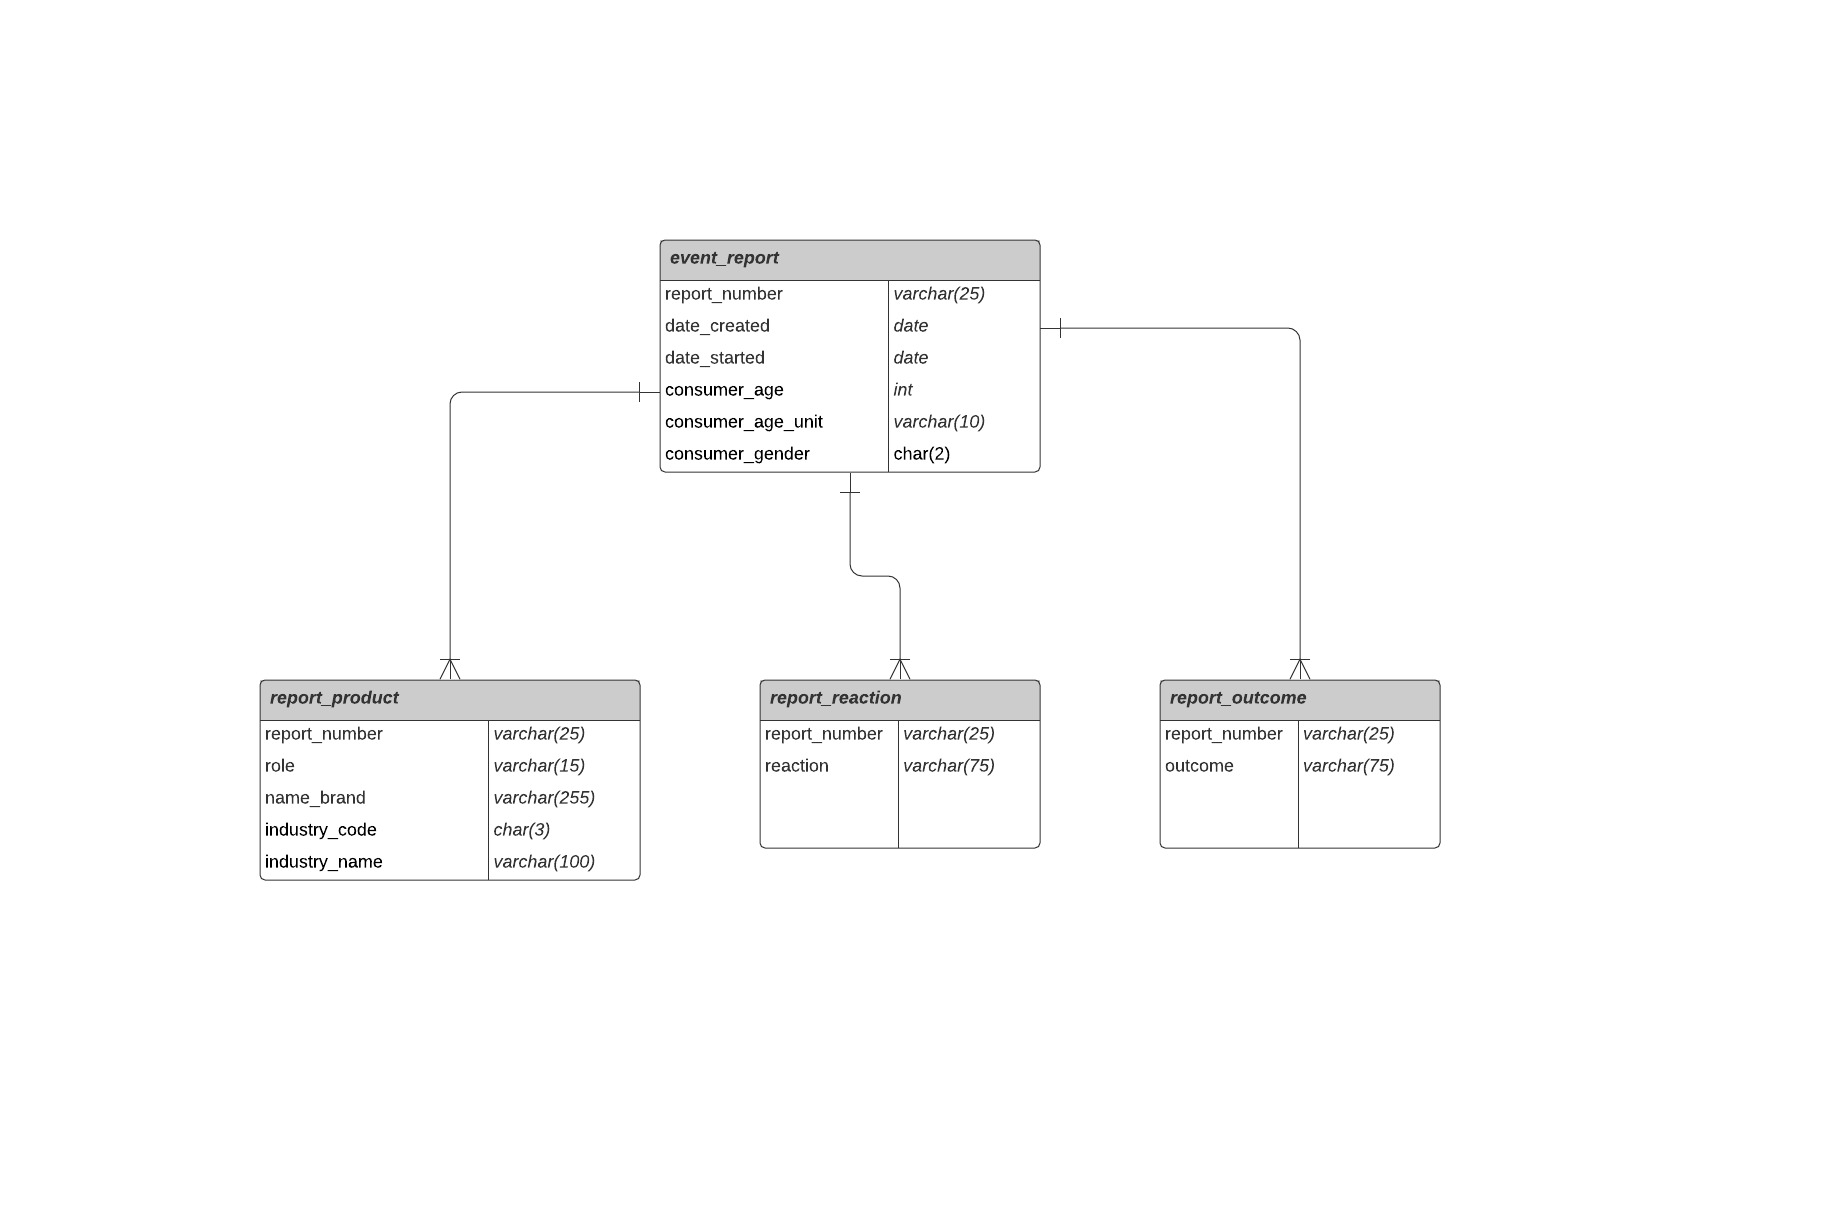 event_report
report_number varchar(25)
date_created date
date_started date
consumer_age int
consumer_age_unit varchar(10)
consumer_gender char(2)
report_product
report_number varchar(25)
role varchar(15)
name_brand varchar(255)
industry_code char(3)
industry_name varchar(100)
report_reaction
report_number varchar(25)
reaction varchar(75)
report_outcome
report_number varchar(25)
outcome varchar(75)